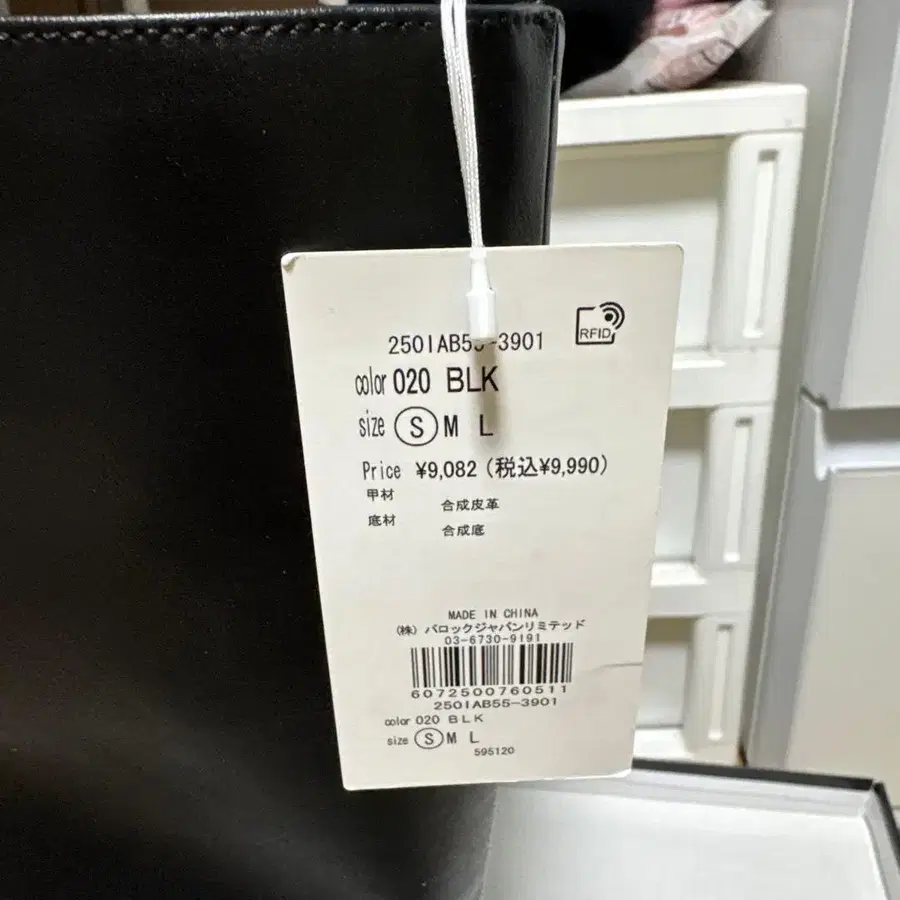 250IAB55-3901
RFID
color 020 BLK
size S M L
Price ¥9,082 (税込¥9,990)
甲材 合成皮革
底材 合成底
MADE IN CHINA
(株) バロックジャパンリミテッド
03-6730-9191
6072500760511
250IAB55-3901
color 020 BLK
size S M L
595120